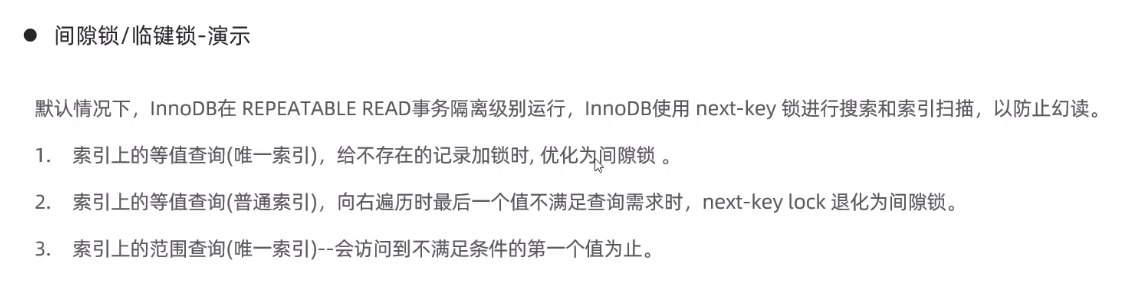 ● 间隙锁/临键锁-演示
默认情况下，InnoDB在 REPEATABLE READ事务隔离级别运行，InnoDB使用 next-key 锁进行搜索和索引扫描，以防止幻读。
1. 索引上的等值查询(唯一索引)，给不存在的记录加锁时, 优化为间隙锁 。
2. 索引上的等值查询(普通索引)，向右遍历时最后一个值不满足查询需求时，next-key lock 退化为间隙锁。
3. 索引上的范围查询(唯一索引)--会访问到不满足条件的第一个值为止。